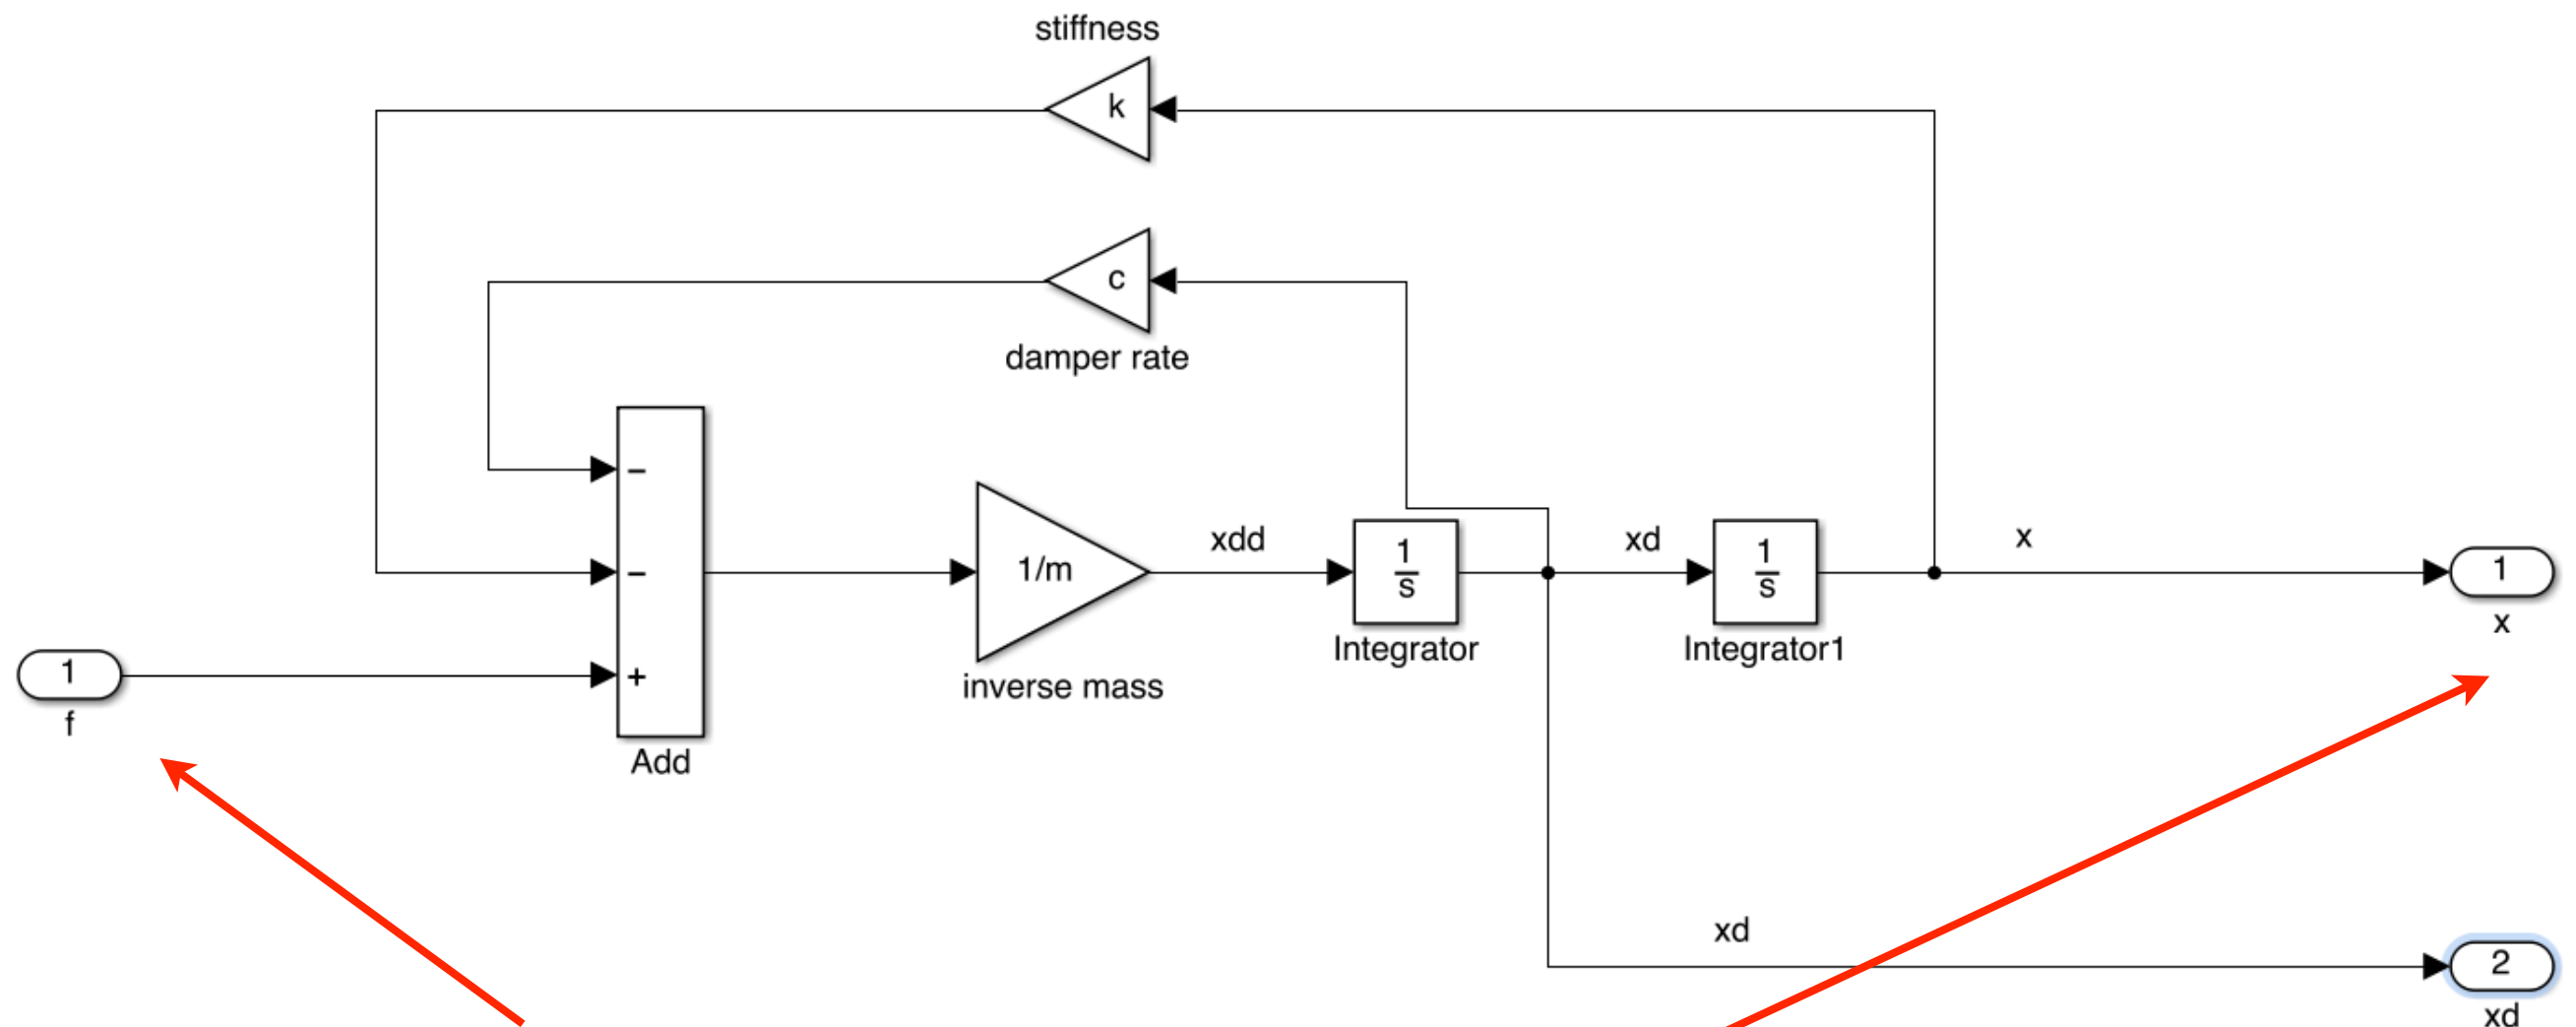 stiffness
k
c
damper rate
−
−
+
Add
1
f
1/m
inverse mass
xdd
1
s
Integrator
xd
1
s
Integrator1
x
1
x
xd
2
xd